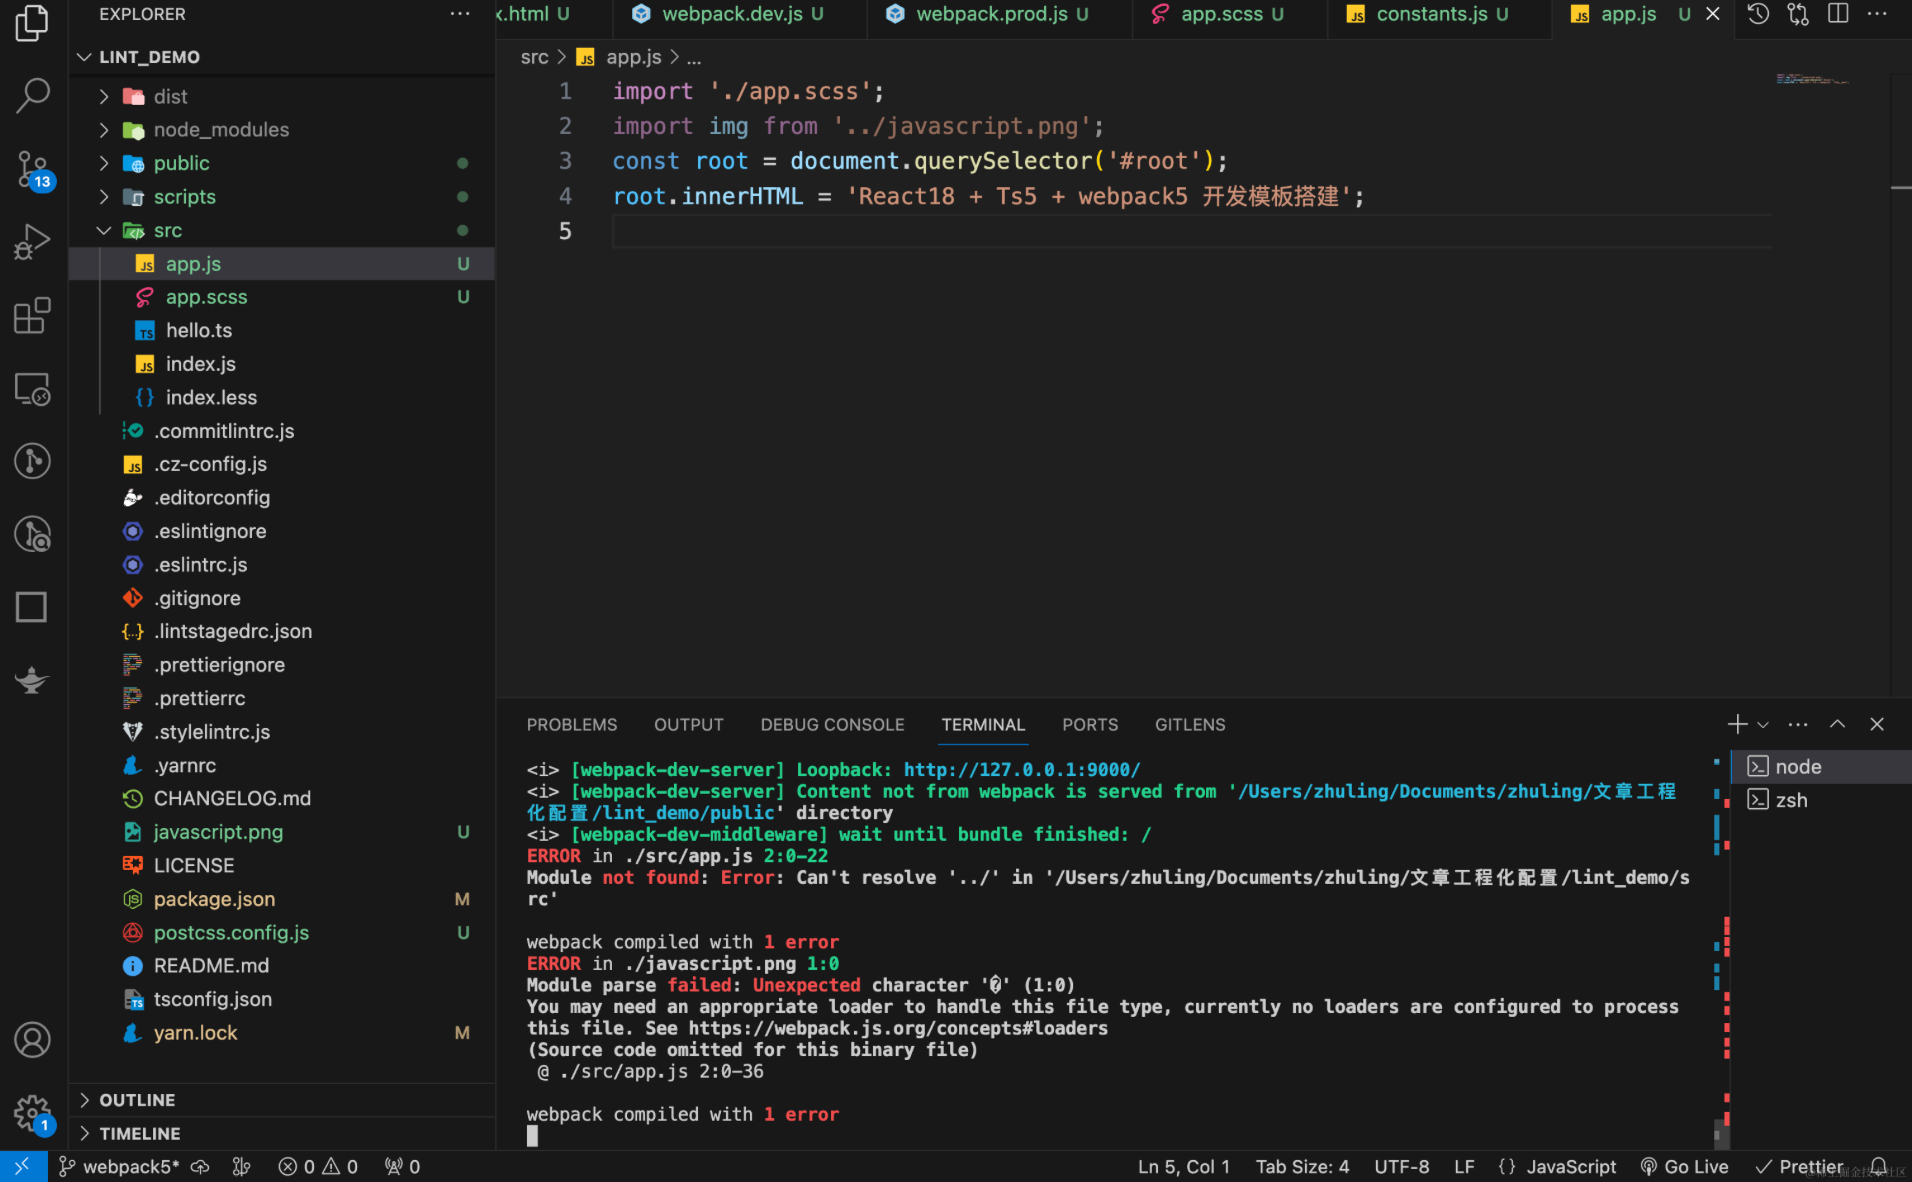 EXPLORER
LINT_DEMO
dist
node_modules
public
scripts
src
app.js U
app.scss U
hello.ts
index.js
index.less
.commitlintrc.js
.cz-config.js
.editorconfig
.eslintignore
.eslintrc.js
.gitignore
.lintstagedrc.json
.prettierignore
.prettierrc
.stylelintrc.js
.yarnrc
CHANGELOG.md
javascript.png U
LICENSE
package.json M
postcss.config.js U
README.md
tsconfig.json
yarn.lock M
OUTLINE
TIMELINE
13
1
x.html U webpack.dev.js U webpack.prod.js U app.scss U constants.js U app.js U
src > app.js > ...
1 import './app.scss';
2 import img from '../javascript.png';
3 const root = document.querySelector('#root');
4 root.innerHTML = 'React18 + Ts5 + webpack5 开发模板搭建';
5
PROBLEMS OUTPUT DEBUG CONSOLE TERMINAL PORTS GITLENS
<i> [webpack-dev-server] Loopback: http://127.0.0.1:9000/
<i> [webpack-dev-server] Content not from webpack is served from '/Users/zhuling/Documents/zhuling/文章工程
化配置/lint_demo/public' directory
<i> [webpack-dev-middleware] wait until bundle finished: /
ERROR in ./src/app.js 2:0-22
Module not found: Error: Can't resolve '../' in '/Users/zhuling/Documents/zhuling/文章工程化配置/lint_demo/s
rc'
webpack compiled with 1 error
ERROR in ./javascript.png 1:0
Module parse failed: Unexpected character '�' (1:0)
You may need an appropriate loader to handle this file type, currently no loaders are configured to process
this file. See https://webpack.js.org/concepts#loaders
(Source code omitted for this binary file)
@ ./src/app.js 2:0-36
webpack compiled with 1 error
node
zsh
webpack5* 0 0 0 Ln 5, Col 1 Tab Size: 4 UTF-8 LF {} JavaScript Go Live Prettier